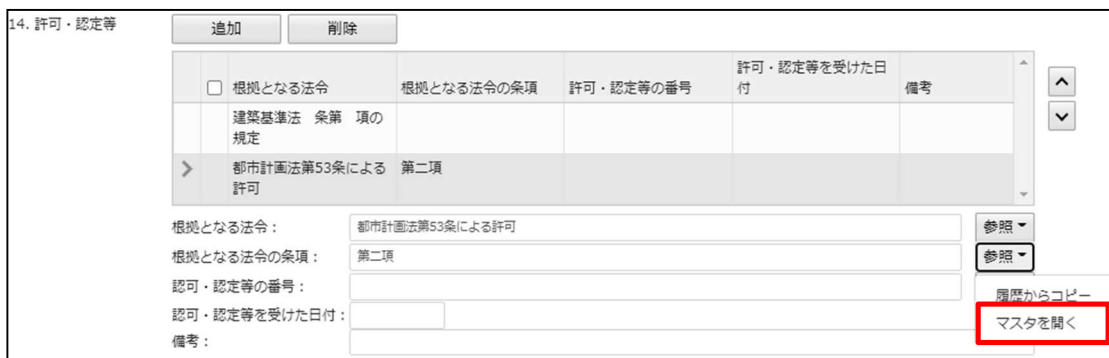 14. 許可・認定等
追加 削除
根拠となる法令 根拠となる法令の条項 許可・認定等の番号 許可・認定等を受けた日付 備考
建築基準法　条第　項の規定
都市計画法第53条による許可 第二項
根拠となる法令： 都市計画法第53条による許可 参照
根拠となる法令の条項： 第二項 参照
認可・認定等の番号：
履歴からコピー
認可・認定等を受けた日付：
マスタを開く
備考：